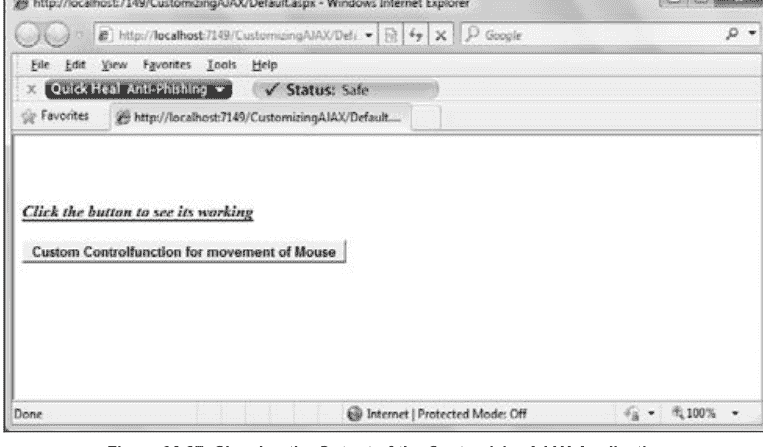 http://localhost:7149/CustomizingAJAX/Default.aspx - Windows Internet Explorer
http://localhost:7149/CustomizingAJAX/Defa
Google
File Edit View Favorites Tools Help
x Quick Heal Anti-Phishing Status: Safe
Favorites http://localhost:7149/CustomizingAJAX/Default....
Click the button to see its working
Custom Controlfunction for movement of Mouse
Done Internet | Protected Mode: Off 100%